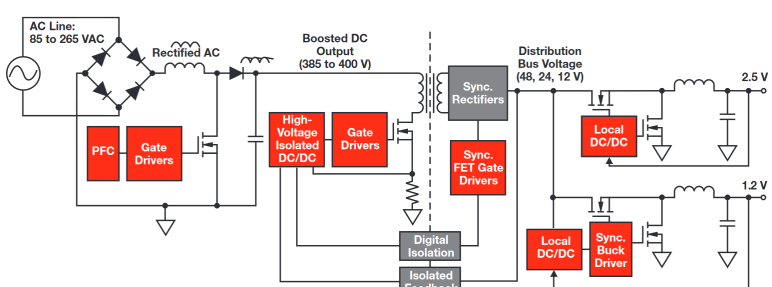 AC Line:
85 to 265 VAC
Rectified AC
Boosted DC
Output
(385 to 400 V)
Distribution
Bus Voltage
(48, 24, 12 V)
2.5 V
Sync.
Rectifiers
PFC
Gate
Drivers
High-
Voltage
Isolated
DC/DC
Gate
Drivers
Sync.
FET Gate
Drivers
Local
DC/DC
1.2 V
Digital
Isolation
Local
DC/DC
Sync.
Buck
Driver
Isolated
Feedback